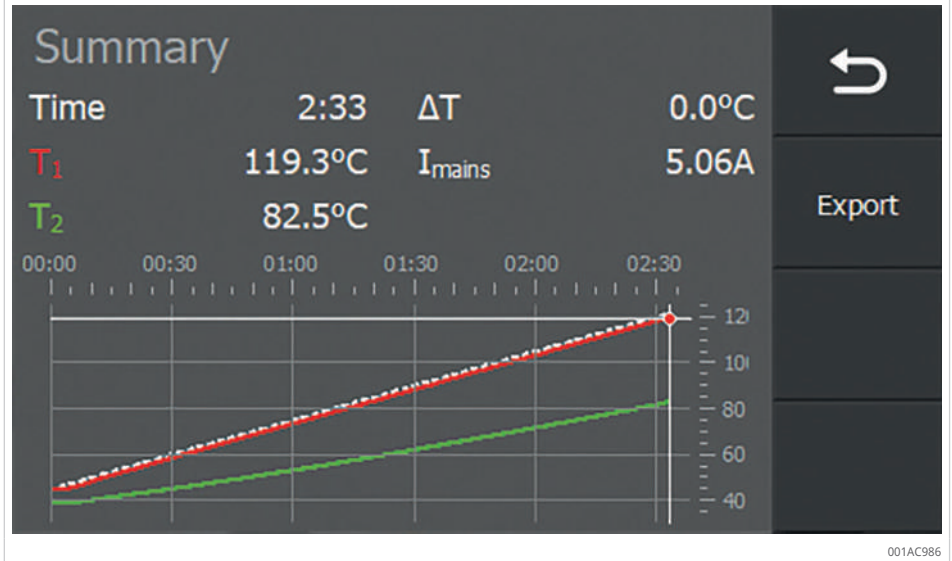 Summary
Time 2:33 ΔT 0.0°C
T₁ 119.3°C Imains 5.06A
T₂ 82.5°C
Export
00:00 00:30 01:00 01:30 02:00 02:30
80
60
40
001AC986